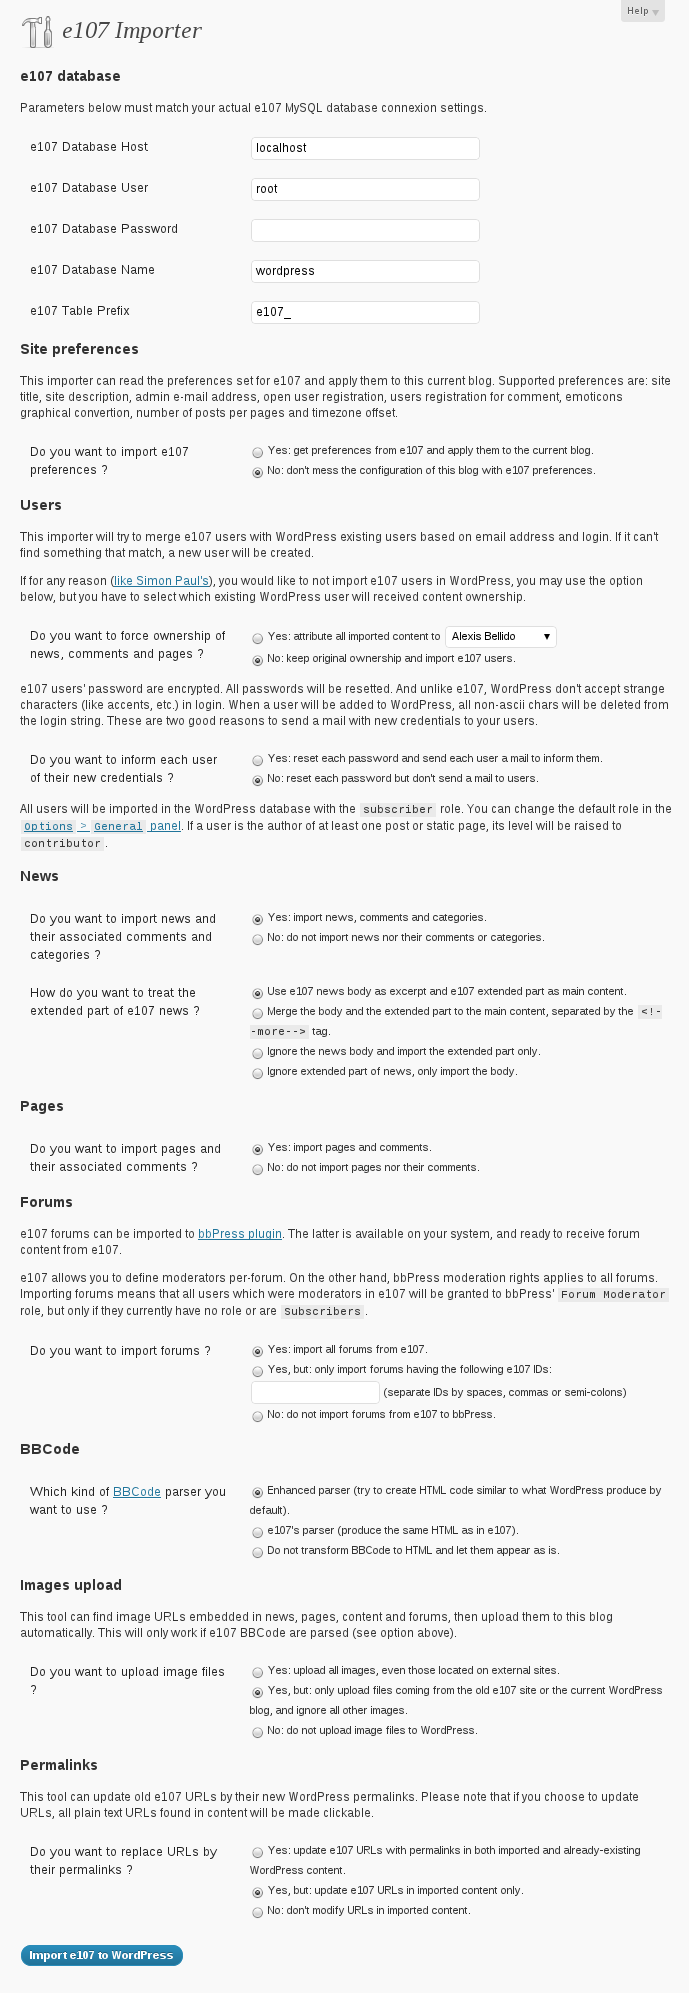 Help
e107 Importer
e107 database
Parameters below must match your actual e107 MySQL database connexion settings.
e107 Database Host
localhost
e107 Database User
root
e107 Database Password
e107 Database Name
wordpress
e107 Table Prefix
e107_
Site preferences
This importer can read the preferences set for e107 and apply them to this current blog. Supported preferences are: site
title, site description, admin e-mail address, open user registration, users registration for comment, emoticons
graphical convertion, number of posts per pages and timezone offset.
Do you want to import e107
preferences ?
Yes: get preferences from e107 and apply them to the current blog.
No: don't mess the configuration of this blog with e107 preferences.
Users
This importer will try to merge e107 users with WordPress existing users based on email address and login. If it can't
find something that match, a new user will be created.
If for any reason (like Simon Paul's), you would like to not import e107 users in WordPress, you may use the option
below, but you have to select which existing WordPress user will received content ownership.
Do you want to force ownership of
news, comments and pages ?
Yes: attribute all imported content to Alexis Bellido
No: keep original ownership and import e107 users.
e107 users' password are encrypted. All passwords will be resetted. And unlike e107, WordPress don't accept strange
characters (like accents, etc.) in login. When a user will be added to WordPress, all non-ascii chars will be deleted from
the login string. These are two good reasons to send a mail with new credentials to your users.
Do you want to inform each user
of their new credentials ?
Yes: reset each password and send each user a mail to inform them.
No: reset each password but don't send a mail to users.
All users will be imported in the WordPress database with the subscriber role. You can change the default role in the
Options > General panel. If a user is the author of at least one post or static page, its level will be raised to
contributor.
News
Do you want to import news and
their associated comments and
categories ?
Yes: import news, comments and categories.
No: do not import news nor their comments or categories.
How do you want to treat the
extended part of e107 news ?
Use e107 news body as excerpt and e107 extended part as main content.
Merge the body and the extended part to the main content, separated by the <!-
-more--> tag.
Ignore the news body and import the extended part only.
Ignore extended part of news, only import the body.
Pages
Do you want to import pages and
their associated comments ?
Yes: import pages and comments.
No: do not import pages nor their comments.
Forums
e107 forums can be imported to bbPress plugin. The latter is available on your system, and ready to receive forum
content from e107.
e107 allows you to define moderators per-forum. On the other hand, bbPress moderation rights applies to all forums.
Importing forums means that all users which were moderators in e107 will be granted to bbPress' Forum Moderator
role, but only if they currently have no role or are Subscribers.
Do you want to import forums ?
Yes: import all forums from e107.
Yes, but: only import forums having the following e107 IDs:
(separate IDs by spaces, commas or semi-colons)
No: do not import forums from e107 to bbPress.
BBCode
Which kind of BBCode parser you
want to use ?
Enhanced parser (try to create HTML code similar to what WordPress produce by
default).
e107's parser (produce the same HTML as in e107).
Do not transform BBCode to HTML and let them appear as is.
Images upload
This tool can find image URLs embedded in news, pages, content and forums, then upload them to this blog
automatically. This will only work if e107 BBCode are parsed (see option above).
Do you want to upload image files
?
Yes: upload all images, even those located on external sites.
Yes, but: only upload files coming from the old e107 site or the current WordPress
blog, and ignore all other images.
No: do not upload image files to WordPress.
Permalinks
This tool can update old e107 URLs by their new WordPress permalinks. Please note that if you choose to update
URLs, all plain text URLs found in content will be made clickable.
Do you want to replace URLs by
their permalinks ?
Yes: update e107 URLs with permalinks in both imported and already-existing
WordPress content.
Yes, but: update e107 URLs in imported content only.
No: don't modify URLs in imported content.
Import e107 to WordPress